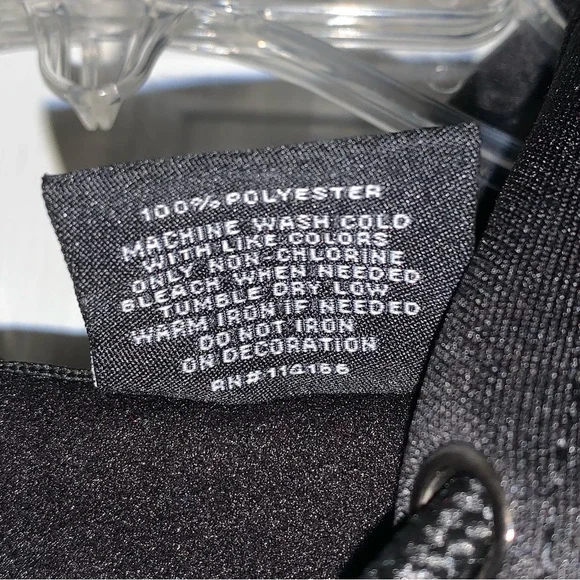 100% POLYESTER
MACHINE WASH COLD
WITH LIKE COLORS
ONLY NON-CHLORINE
BLEACH WHEN NEEDED
TUMBLE DRY LOW
WARM IRON IF NEEDED
DO NOT IRON
ON DECORATION
RN# 114166